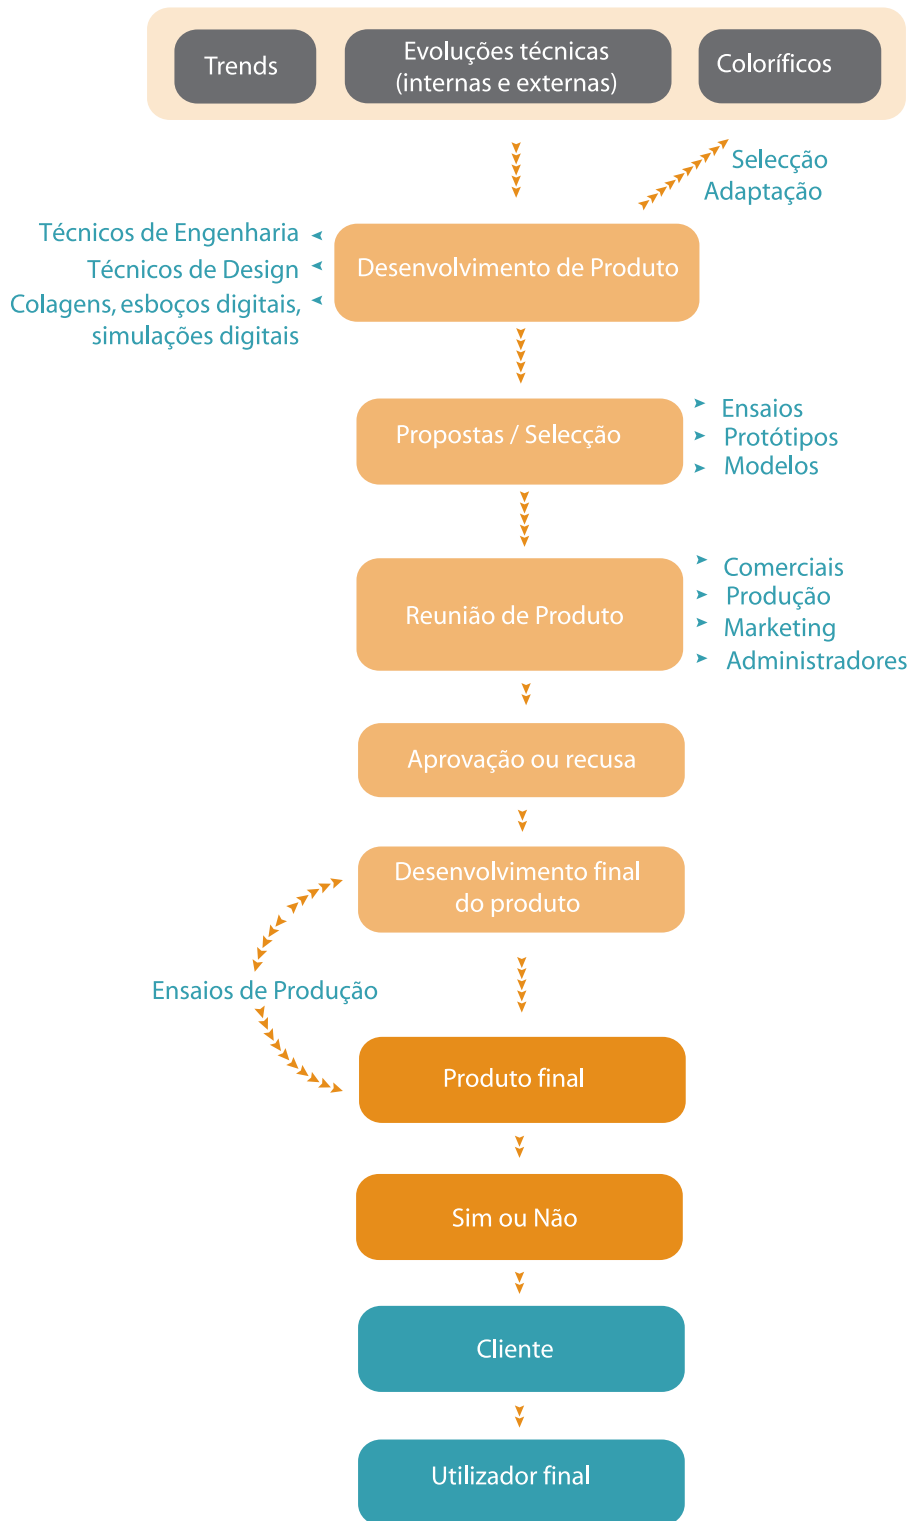 Trends
Evoluções técnicas
(internas e externas)
Coloríficos
Selecção
Adaptação
Técnicos de Engenharia
Técnicos de Design
Colagens, esboços digitais,
simulações digitais
Desenvolvimento de Produto
Propostas / Selecção
Ensaios
Protótipos
Modelos
Reunião de Produto
Comerciais
Produção
Marketing
Administradores
Aprovação ou recusa
Desenvolvimento final
do produto
Ensaios de Produção
Produto final
Sim ou Não
Cliente
Utilizador final